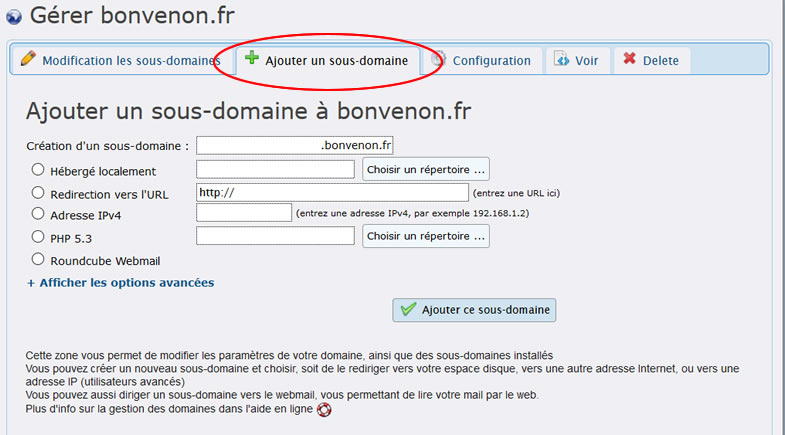 Gérer bonvenon.fr
Modification les sous-domaines Ajouter un sous-domaine Configuration Voir Delete
Ajouter un sous-domaine à bonvenon.fr
Création d'un sous-domaine : .bonvenon.fr
Hébergé localement Choisir un répertoire ...
Redirection vers l'URL http:// (entrez une URL ici)
Adresse IPv4 (entrez une adresse IPv4, par exemple 192.168.1.2)
PHP 5.3 Choisir un répertoire ...
Roundcube Webmail
+ Afficher les options avancées
Ajouter ce sous-domaine
Cette zone vous permet de modifier les paramètres de votre domaine, ainsi que des sous-domaines installés
Vous pouvez créer un nouveau sous-domaine et choisir, soit de le rediriger vers votre espace disque, vers une autre adresse Internet, ou vers une
adresse IP (utilisateurs avancés)
Vous pouvez aussi diriger un sous-domaine vers le webmail, vous permettant de lire votre mail par le web.
Plus d'info sur la gestion des domaines dans l'aide en ligne